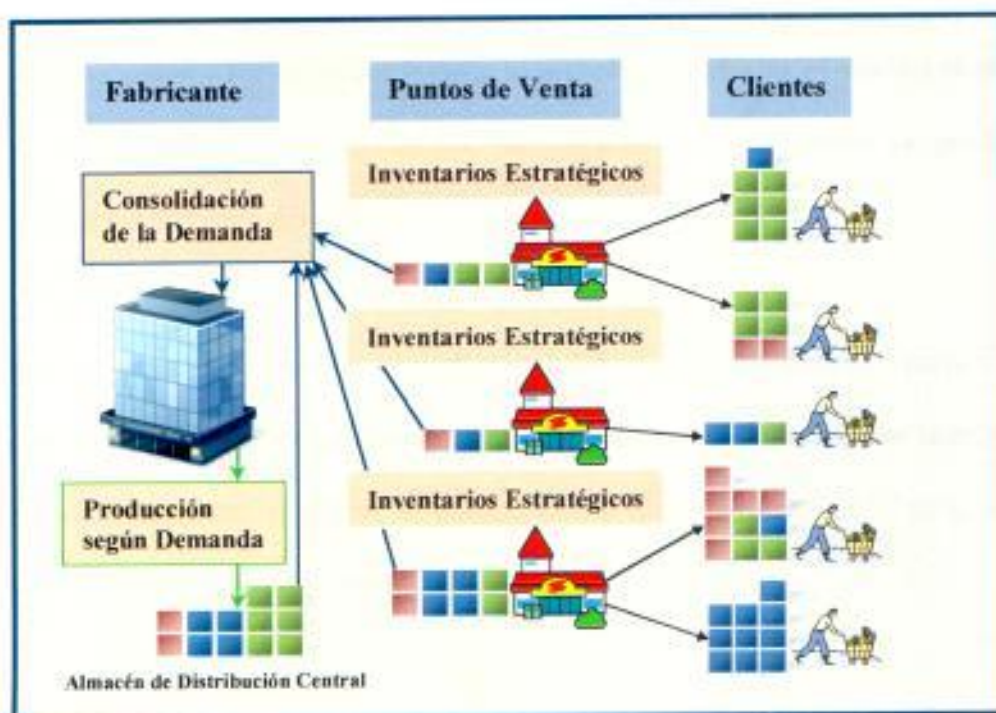 Fabricante
Puntos de Venta
Clientes
Inventarios Estratégicos
Consolidación
de la Demanda
Inventarios Estratégicos
Inventarios Estratégicos
Producción
según Demanda
Almacén de Distribución Central